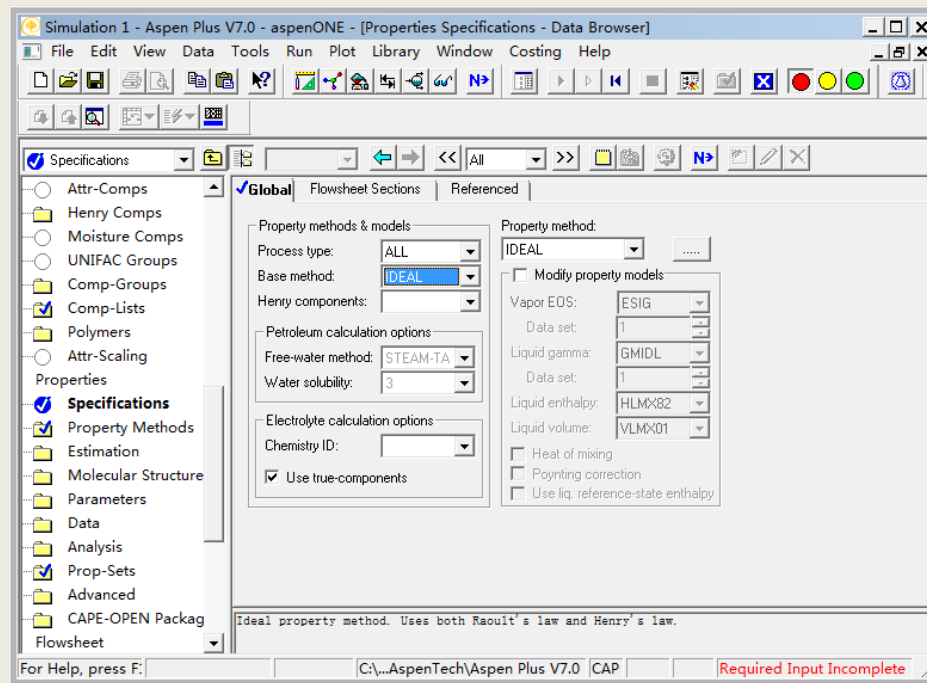 Simulation 1 - Aspen Plus V7.0 - aspenONE - [Properties Specifications - Data Browser]
File Edit View Data Tools Run Plot Library Window Costing Help
N➔
Specifications
<< All >> N➔
Attr-Comps
Henry Comps
Moisture Comps
UNIFAC Groups
Comp-Groups
Comp-Lists
Polymers
Attr-Scaling
Properties
Specifications
Property Methods
Estimation
Molecular Structure
Parameters
Data
Analysis
Prop-Sets
Advanced
CAPE-OPEN Packag
Flowsheet
Global Flowsheet Sections Referenced
Property methods & models
Process type: ALL
Base method: IDEAL
Henry components:
Petroleum calculation options
Free-water method: STEAM-TA
Water solubility: 3
Electrolyte calculation options
Chemistry ID:
Use true-components
Property method:
IDEAL .....
Modify property models
Vapor EOS: ESIG
Data set: 1
Liquid gamma: GMIDL
Data set: 1
Liquid enthalpy: HLMX82
Liquid volume: VLMX01
Heat of mixing
Poynting correction
Use liq. reference-state enthalpy
Ideal property method. Uses both Raoult's law and Henry's law.
For Help, press F: C:\...AspenTech\Aspen Plus V7.0 CAP Required Input Incomplete